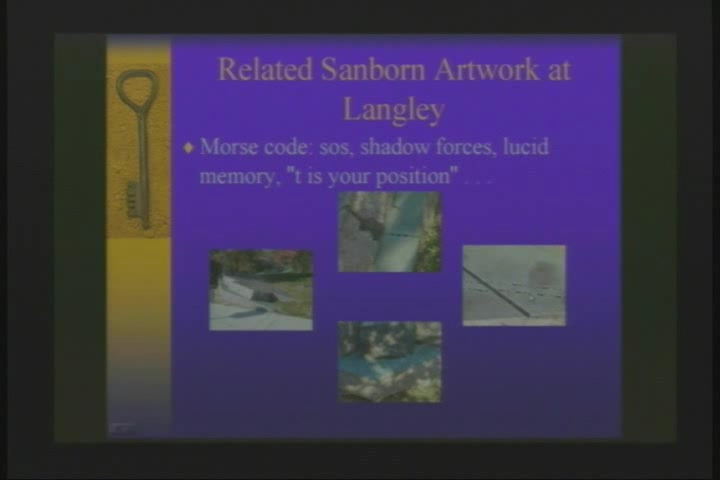 Related Sanborn Artwork at
Langley
Morse code: sos, shadow forces, lucid
memory, "t is your position" . . .